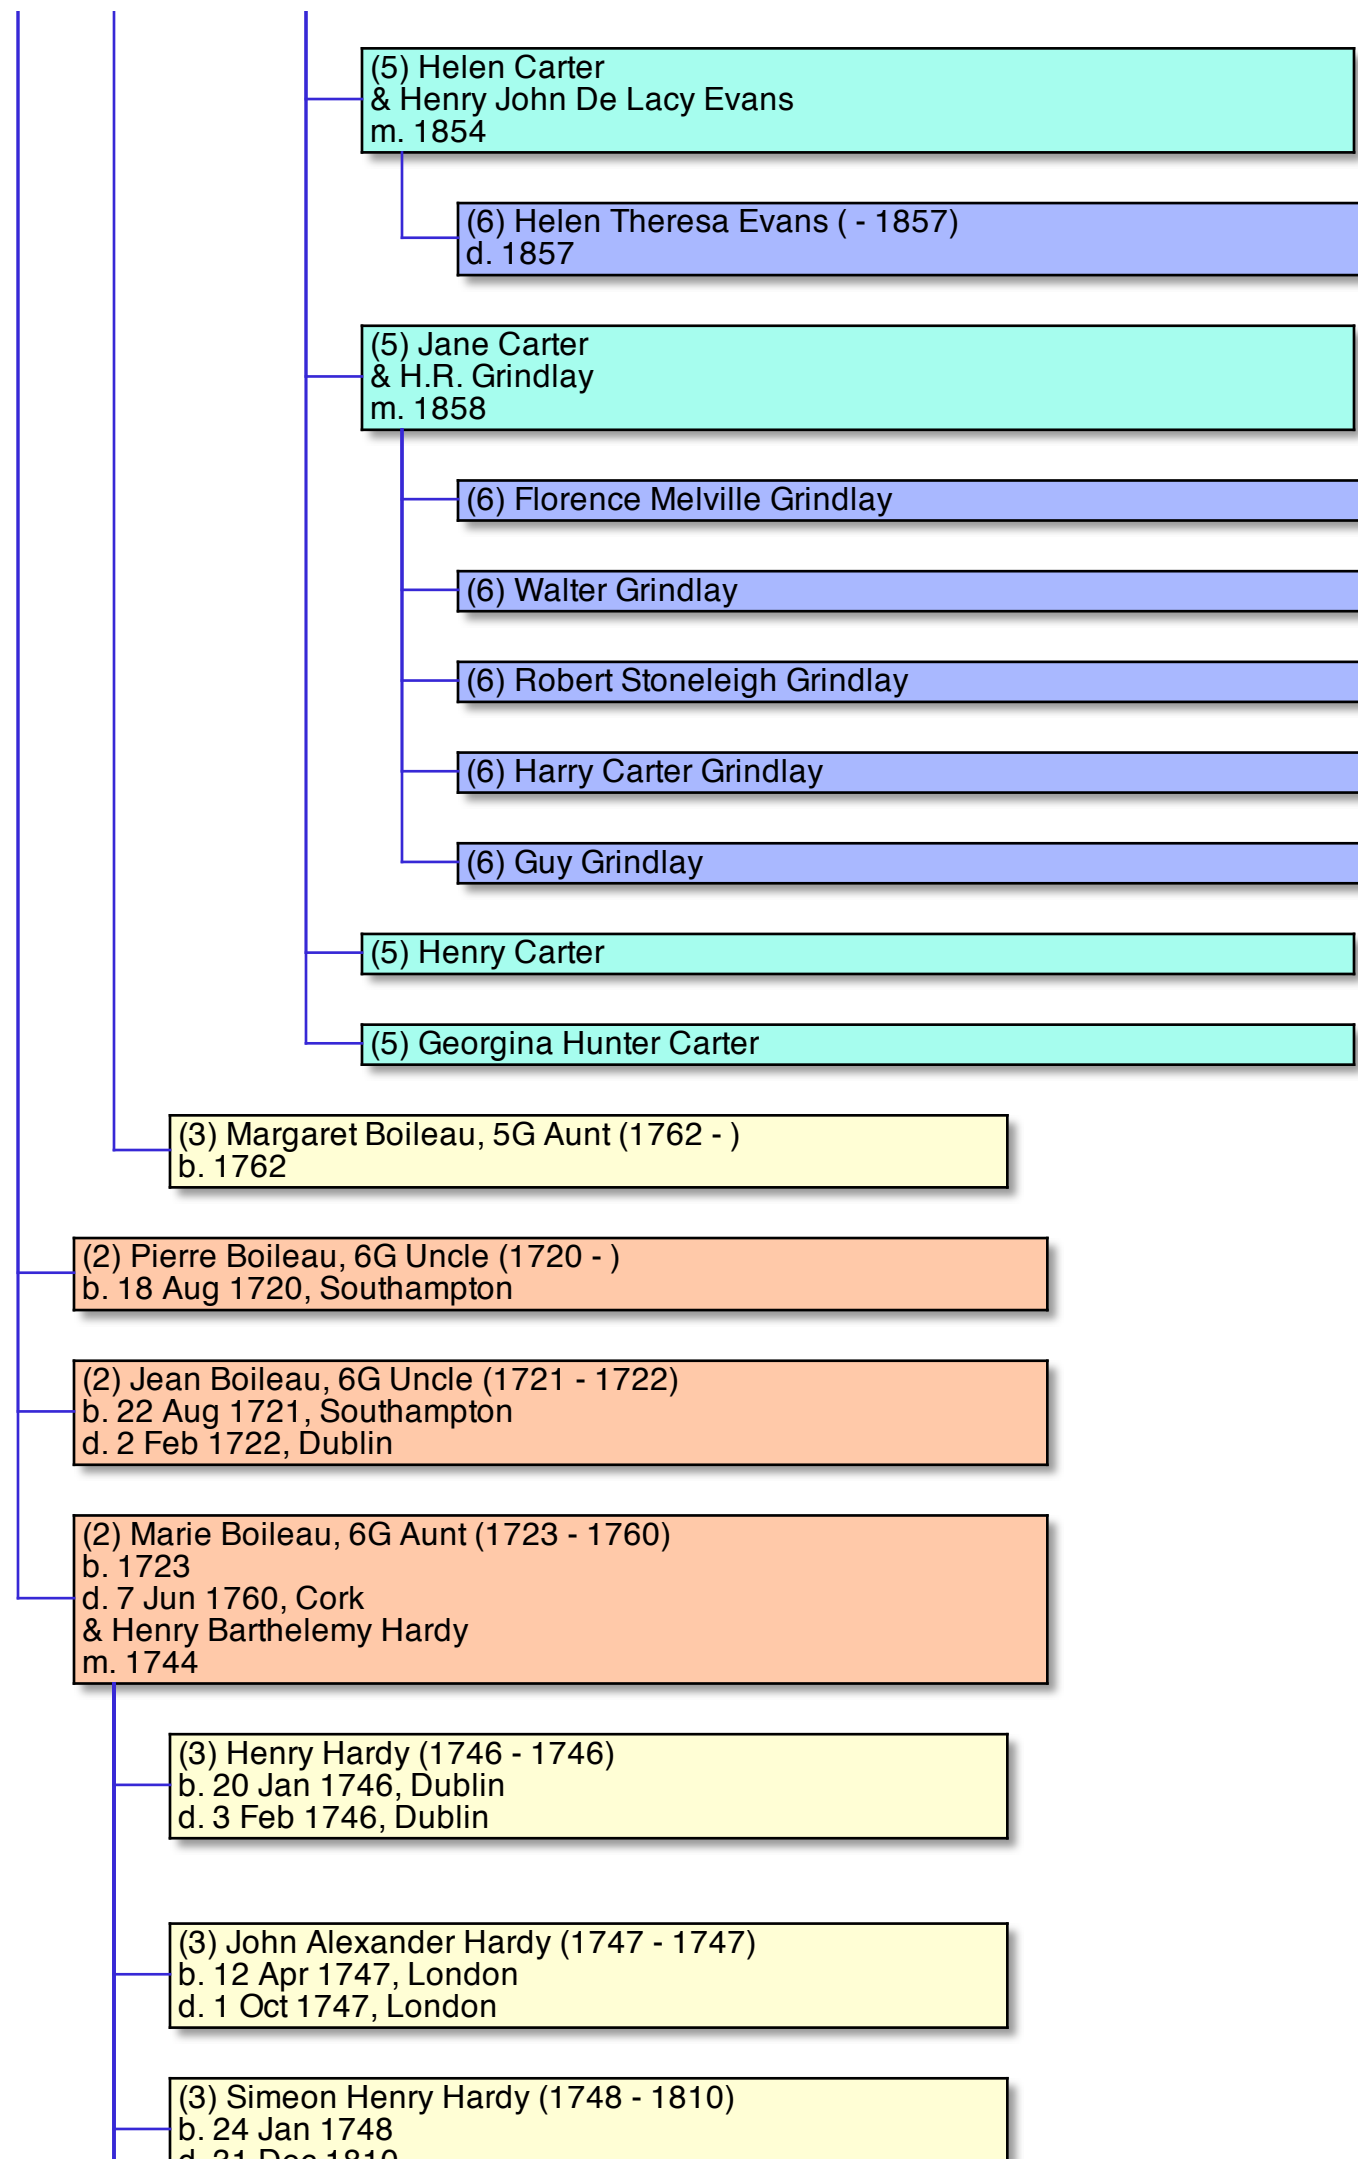 (5) Helen Carter
& Henry John De Lacy Evans
m. 1854
(6) Helen Theresa Evans ( - 1857)
d. 1857
(5) Jane Carter
& H.R. Grindlay
m. 1858
(6) Florence Melville Grindlay
(6) Walter Grindlay
(6) Robert Stoneleigh Grindlay
(6) Harry Carter Grindlay
(6) Guy Grindlay
(5) Henry Carter
(5) Georgina Hunter Carter
(3) Margaret Boileau, 5G Aunt (1762 - )
b. 1762
(2) Pierre Boileau, 6G Uncle (1720 - )
b. 18 Aug 1720, Southampton
(2) Jean Boileau, 6G Uncle (1721 - 1722)
b. 22 Aug 1721, Southampton
d. 2 Feb 1722, Dublin
(2) Marie Boileau, 6G Aunt (1723 - 1760)
b. 1723
d. 7 Jun 1760, Cork
& Henry Barthelemy Hardy
m. 1744
(3) Henry Hardy (1746 - 1746)
b. 20 Jan 1746, Dublin
d. 3 Feb 1746, Dublin
(3) John Alexander Hardy (1747 - 1747)
b. 12 Apr 1747, London
d. 1 Oct 1747, London
(3) Simeon Henry Hardy (1748 - 1810)
b. 24 Jan 1748
d. 31 Dec 1810